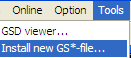 Online Option Tools
GSD viewer...
Install new GS*-file...